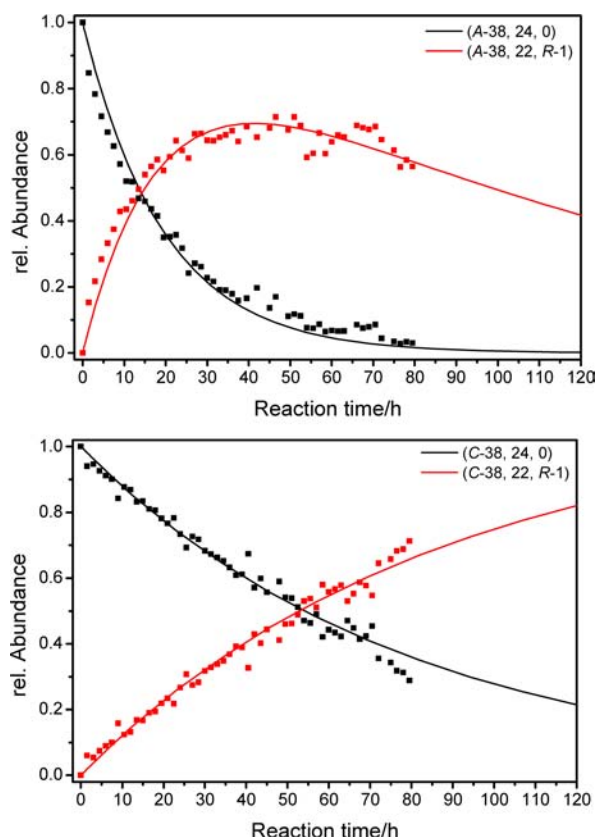 (A-38, 24, 0)
(A-38, 22, R-1)
rel. Abundance
1.0
0.8
0.6
0.4
0.2
0.0
0 10 20 30 40 50 60 70 80 90 100 110 120
Reaction time/h
(C-38, 24, 0)
(C-38, 22, R-1)
rel. Abundance
1.0
0.8
0.6
0.4
0.2
0.0
0 10 20 30 40 50 60 70 80 90 100 110 120
Reaction time/h